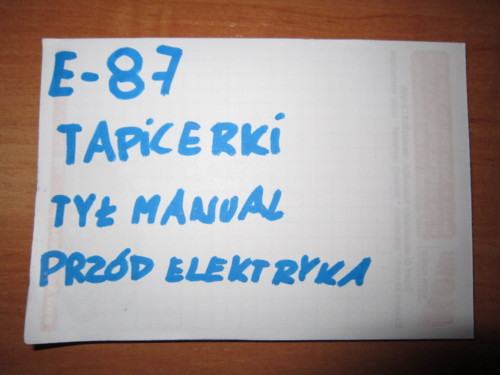 E-87
TAPiCERKi
TYŁ MANUAL
PRZÓD ELEKTRYKA